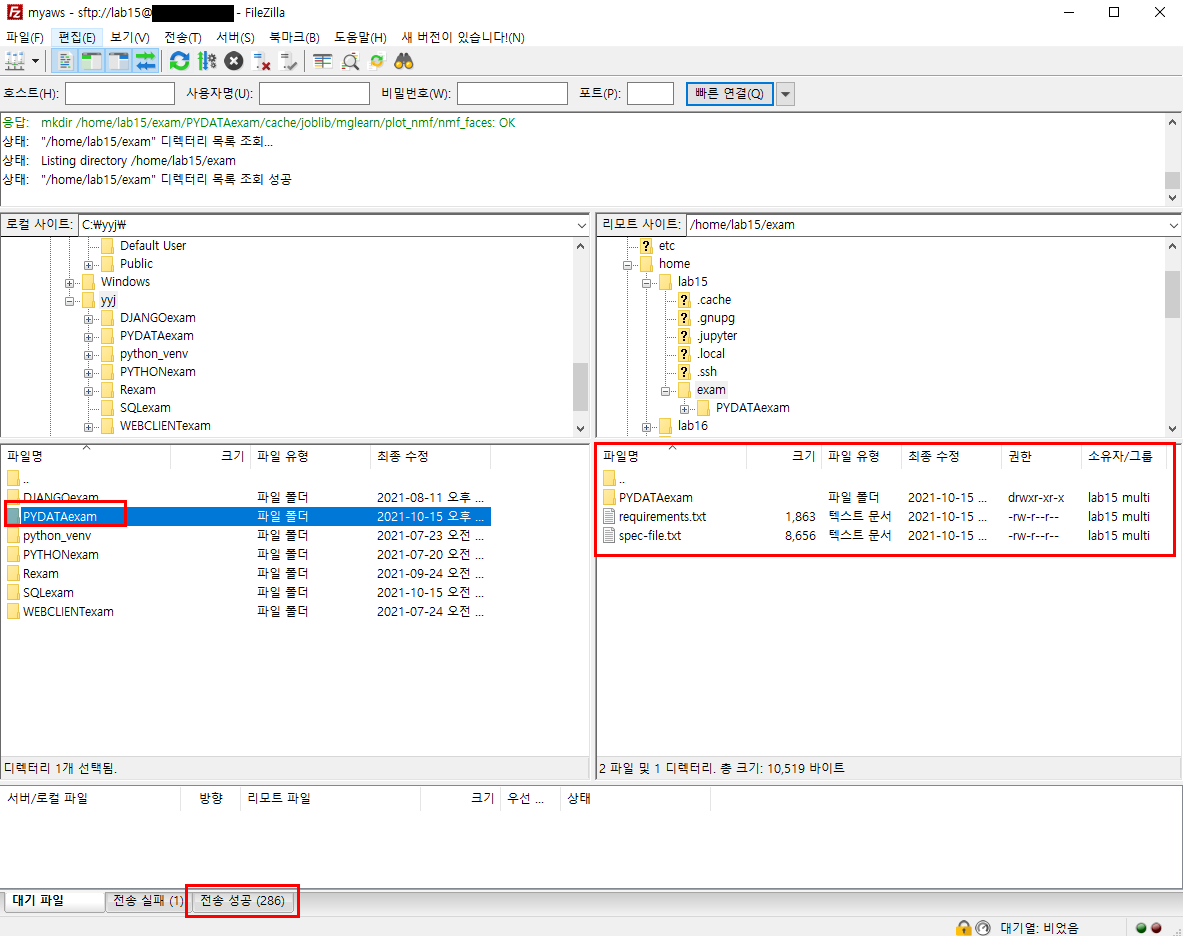 myaws - sftp://lab15@ - FileZilla
파일(F) 편집(E) 보기(V) 전송(T) 서버(S) 북마크(B) 도움말(H) 새 버전이 있습니다!(N)
호스트(H): 사용자명(U): 비밀번호(W): 포트(P): 빠른 연결(Q)
응답: mkdir /home/lab15/exam/PYDATAexam/cache/joblib/mglearn/plot_nmf/nmf_faces: OK
상태: "/home/lab15/exam" 디렉터리 목록 조회...
상태: Listing directory /home/lab15/exam
상태: "/home/lab15/exam" 디렉터리 목록 조회 성공
로컬 사이트: C:₩yyj₩
Default User
Public
Windows
yyj
DJANGOexam
PYDATAexam
python_venv
PYTHONexam
Rexam
SQLexam
WEBCLIENTexam
리모트 사이트: /home/lab15/exam
etc
home
lab15
.cache
.gnupg
.jupyter
.local
.ssh
exam
PYDATAexam
lab16
파일명 크기 파일 유형 최종 수정
..
DJANGOexam 파일 폴더 2021-08-11 오후 ...
PYDATAexam 파일 폴더 2021-10-15 오후 ...
python_venv 파일 폴더 2021-07-23 오전 ...
PYTHONexam 파일 폴더 2021-07-20 오전 ...
Rexam 파일 폴더 2021-09-24 오전 ...
SQLexam 파일 폴더 2021-10-15 오전 ...
WEBCLIENTexam 파일 폴더 2021-07-24 오전 ...
디렉터리 1개 선택됨.
파일명 크기 파일 유형 최종 수정 권한 소유자/그룹
..
PYDATAexam 파일 폴더 2021-10-15 ... drwxr-xr-x lab15 multi
requirements.txt 1,863 텍스트 문서 2021-10-15 ... -rw-r--r-- lab15 multi
spec-file.txt 8,656 텍스트 문서 2021-10-15 ... -rw-r--r-- lab15 multi
2 파일 및 1 디렉터리. 총 크기: 10,519 바이트
서버/로컬 파일 방향 리모트 파일 크기 우선 ... 상태
대기 파일 전송 실패 (1) 전송 성공 (286)
대기열: 비었음